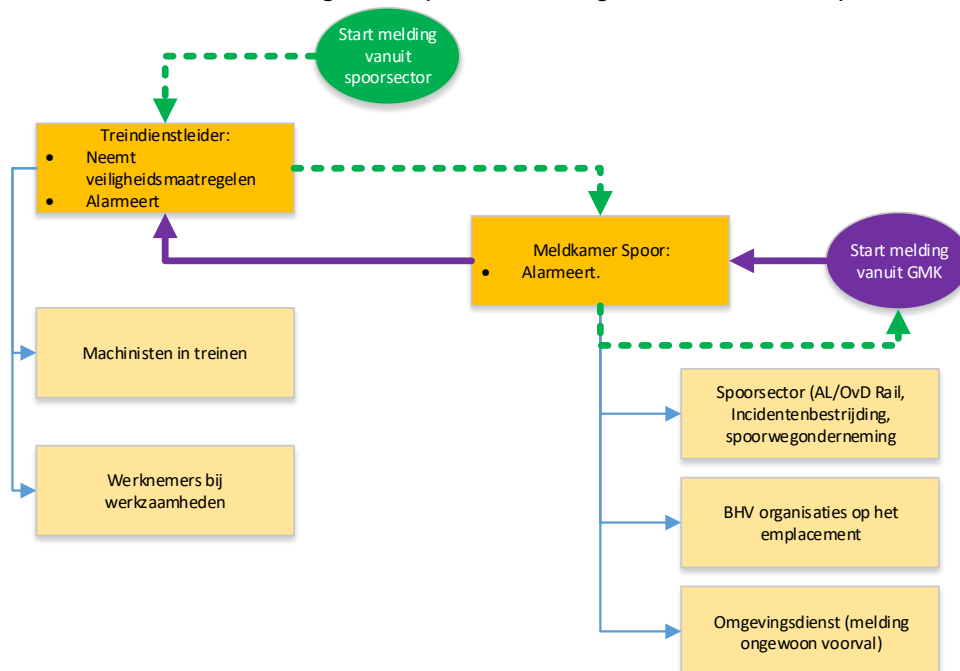 Start melding
vanuit
spoorsector
Treindienstleider:
• Neemt
veiligheidsmaatregelen
• Alarmeert
Meldkamer Spoor:
• Alarmeert.
Start melding
vanuit GMK
Machinisten in treinen
Spoorsector (AL/OvD Rail,
Incidentenbestrijding,
spoorwegonderneming
Werknemers bij
werkzaamheden
BHV organisaties op het
emplacement
Omgevingsdienst (melding
ongewoon voorval)